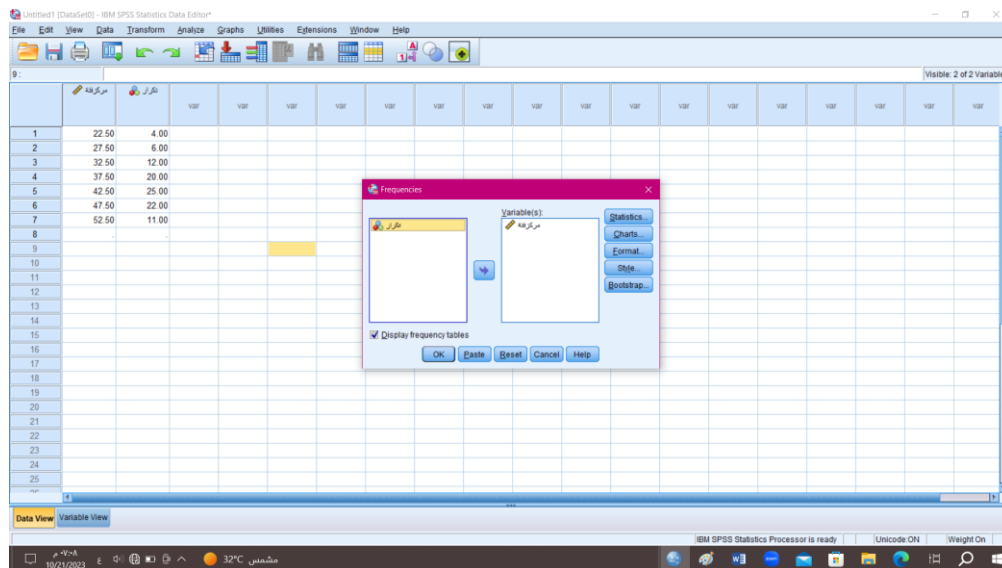 Untitled1 [DataSet0] - IBM SPSS Statistics Data Editor*
File Edit View Data Transform Analyze Graphs Utilities Extensions Window Help
9 :
Visible: 2 of 2 Variable
مركزفئة تكرار var var var var var var var var var var var var var var var var var
1 22.50 4.00
2 27.50 6.00
3 32.50 12.00
4 37.50 20.00
5 42.50 25.00
6 47.50 22.00
7 52.50 11.00
8 . .
9
10
11
12
13
14
15
16
17
18
19
20
21
22
23
24
25
Frequencies
Variable(s):
تكرار
مركزفئة
Statistics...
Charts...
Format...
Style...
Bootstrap...
Display frequency tables
OK Paste Reset Cancel Help
Data View Variable View
IBM SPSS Statistics Processor is ready Unicode:ON Weight On
٠٧:٠٨ م
10/21/2023
ع
32°C مشمس